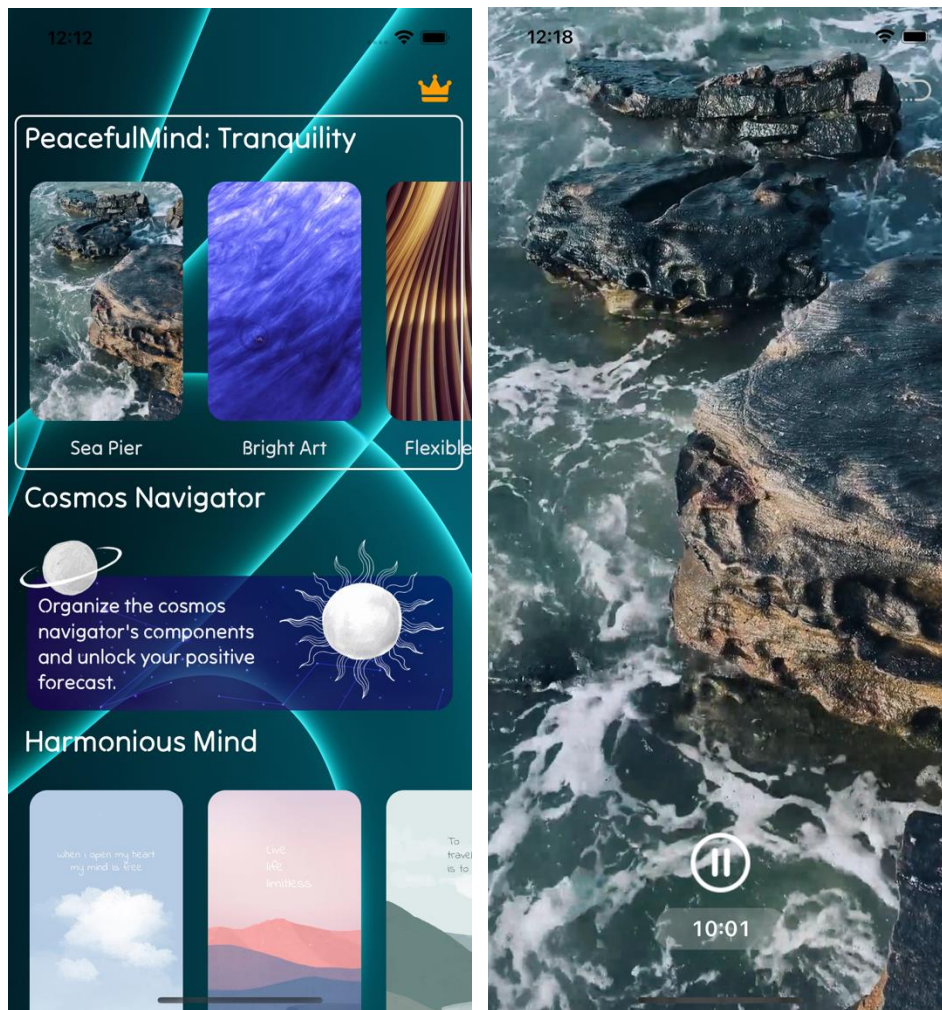 12:12
PeacefulMind: Tranquility
Sea Pier
Bright Art
Flexible
Cosmos Navigator
Organize the cosmos
navigator's components
and unlock your positive
forecast.
Harmonious Mind
when i open my heart
my mind is free
Live
life
limitless
To
travel
is to
12:18
10:01